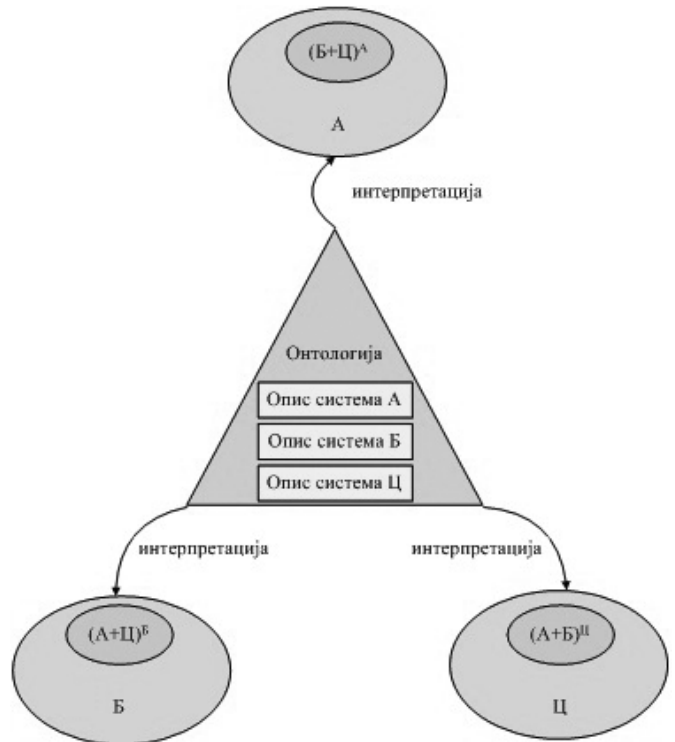 (Б+Ц)ᴬ
А
интерпретација
Онтологија
Опис система А
Опис система Б
Опис система Ц
интерпретација
интерпретација
(А+Ц)ᴮ
(А+Б)ᶣ
Б
Ц